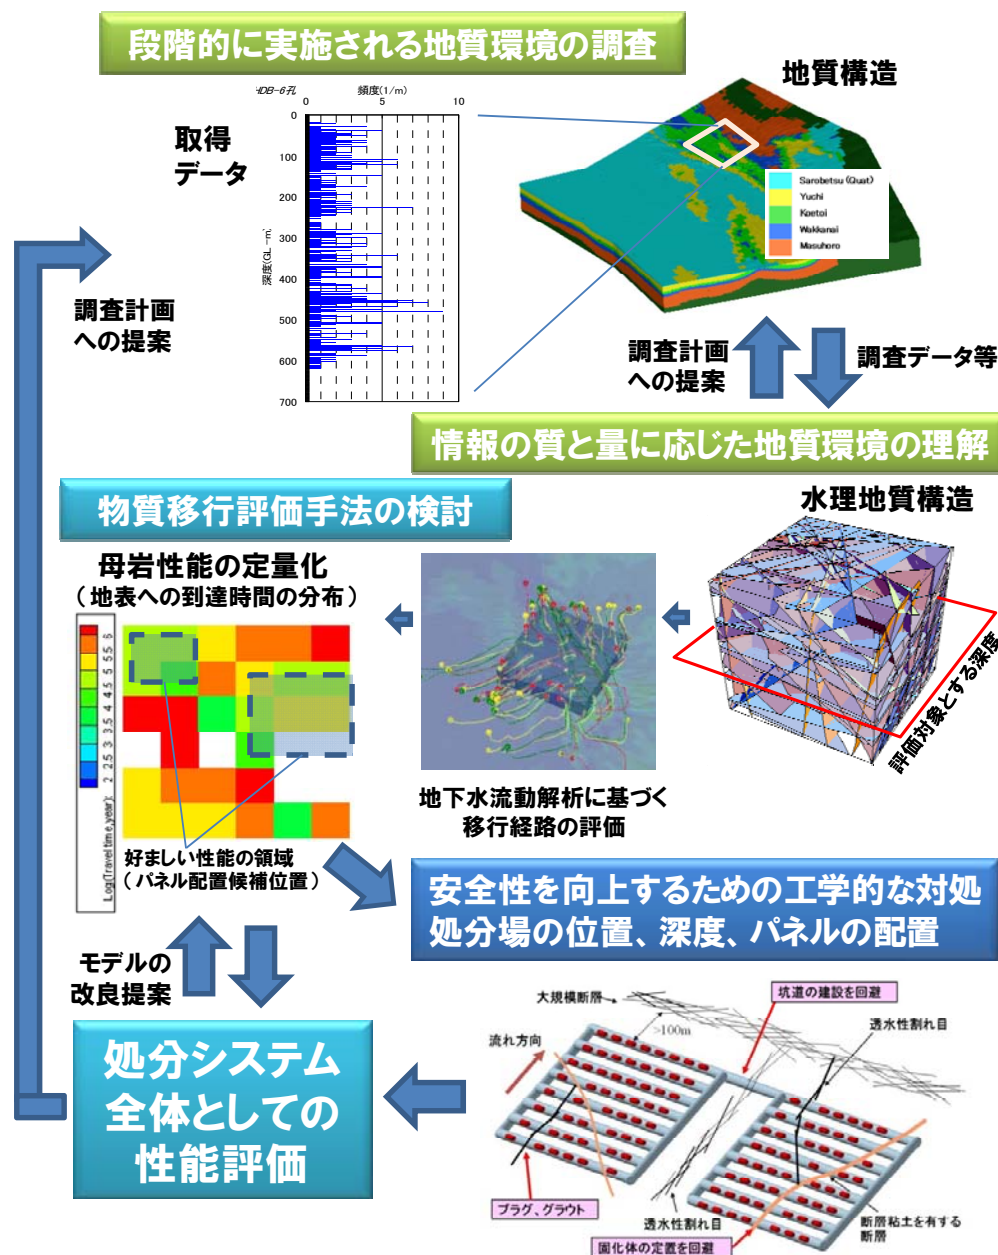 段階的に実施される地質環境の調査
HDB-6孔
頻度(1/m)
0
5
10
取得
データ
0
100
200
300
400
500
600
700
深度(GL -m)
地質構造
Sarobetsu (Quat)
Yuchi
Koetoi
Wakkanai
Masuhoro
調査計画
への提案
調査計画
への提案
調査データ等
情報の質と量に応じた地質環境の理解
物質移行評価手法の検討
水理地質構造
評価対象とする深度
母岩性能の定量化
(地表への到達時間の分布)
2 2.5 3 3.5 4 4.5 5 5.5 6
Log(Travel time, year):
地下水流動解析に基づく
移行経路の評価
好ましい性能の領域
(パネル配置候補位置)
安全性を向上するための工学的な対処
処分場の位置、深度、パネルの配置
モデルの
改良提案
処分システム
全体としての
性能評価
大規模断層
坑道の建設を回避
>100m
透水性割れ目
流れ方向
プラグ、グラウト
透水性割れ目
断層粘土を有する
断層
固化体の定置を回避